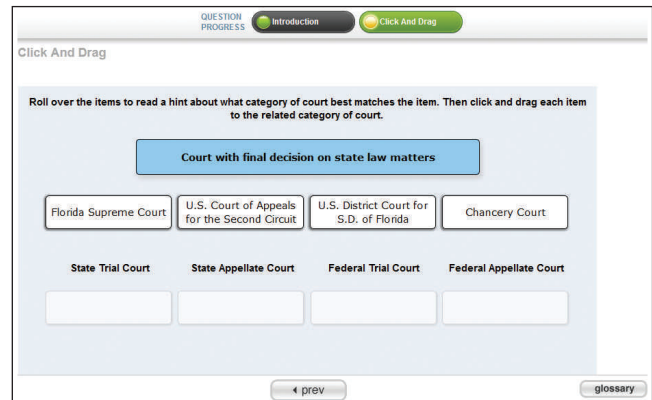 QUESTION
PROGRESS
Introduction
Click And Drag
Click And Drag
Roll over the items to read a hint about what category of court best matches the item. Then click and drag each item
to the related category of court.
Court with final decision on state law matters
Florida Supreme Court
U.S. Court of Appeals
for the Second Circuit
U.S. District Court for
S.D. of Florida
Chancery Court
State Trial Court
State Appellate Court
Federal Trial Court
Federal Appellate Court
prev
glossary